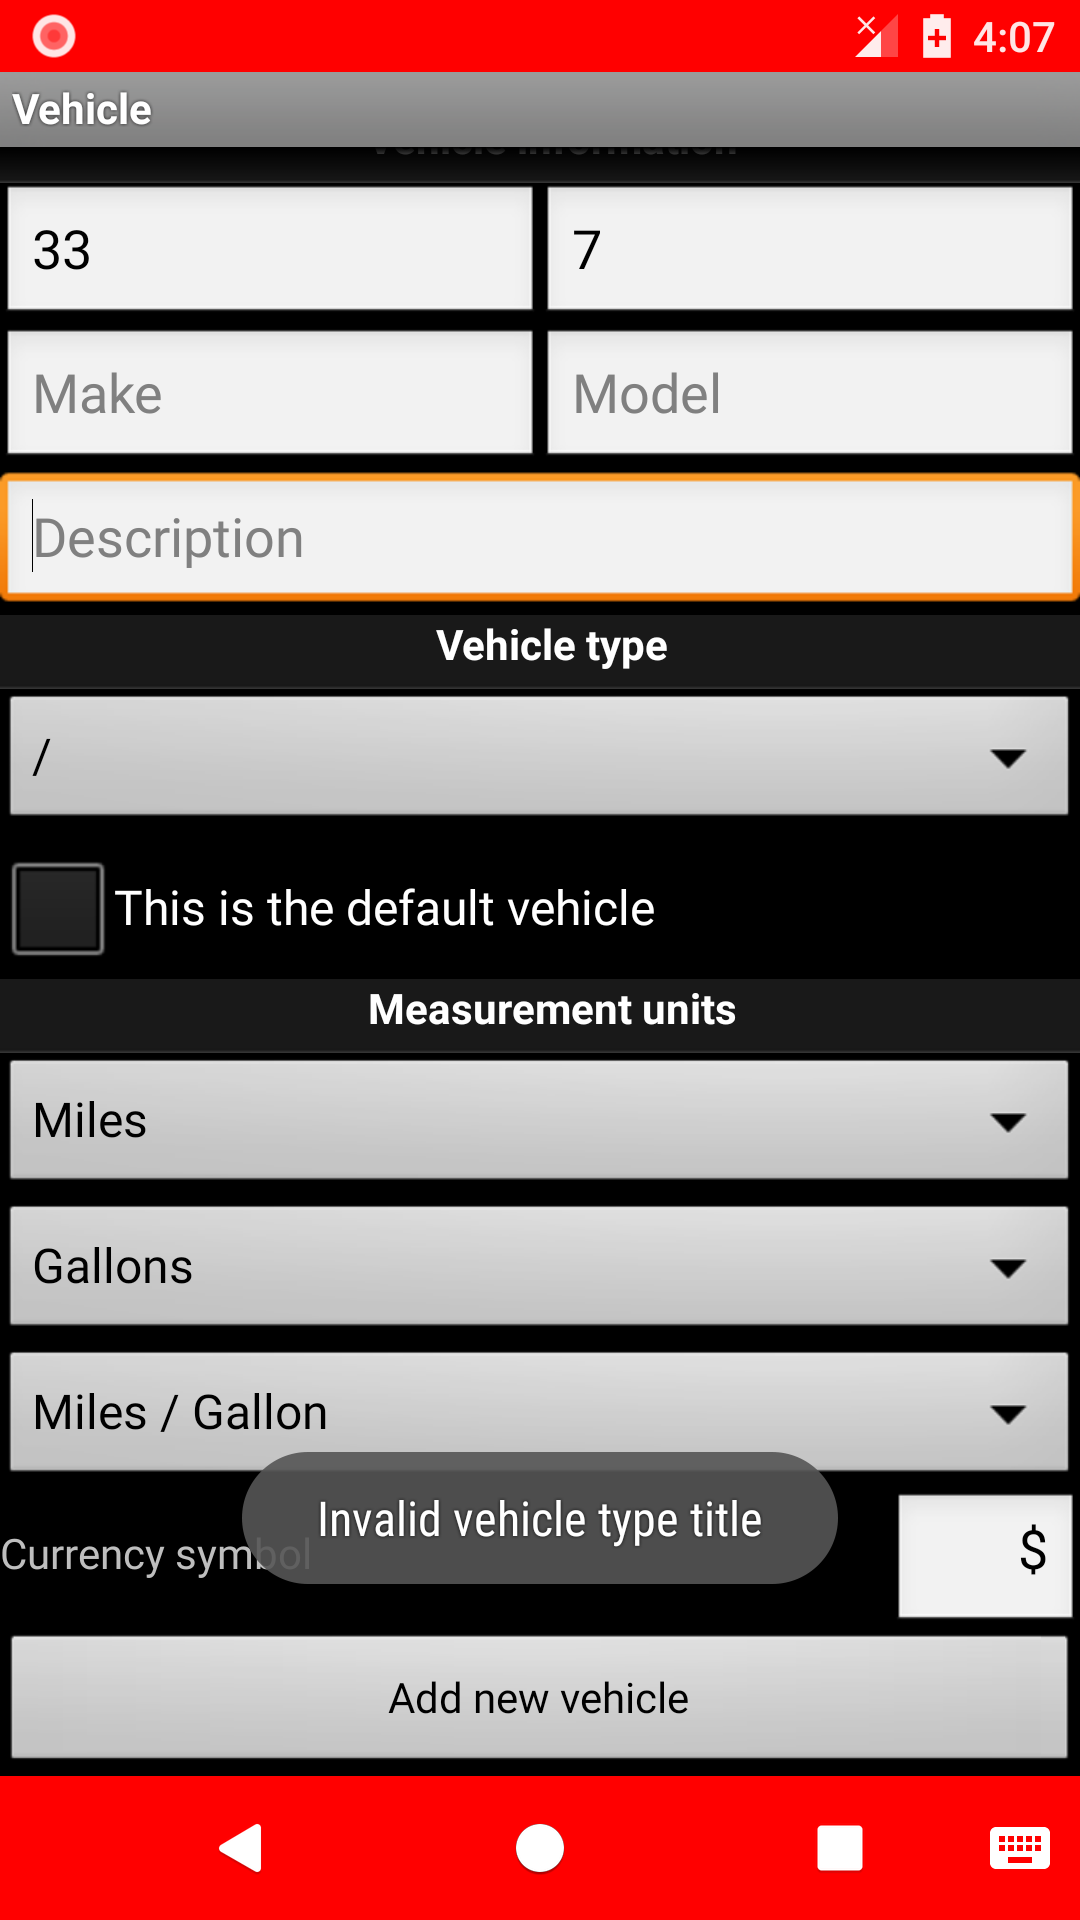 4:07
Vehicle
33
7
Make
Model
Description
Vehicle type
/
This is the default vehicle
Measurement units
Miles
Gallons
Miles / Gallon
Invalid vehicle type title
Currency symbol
$
Add new vehicle